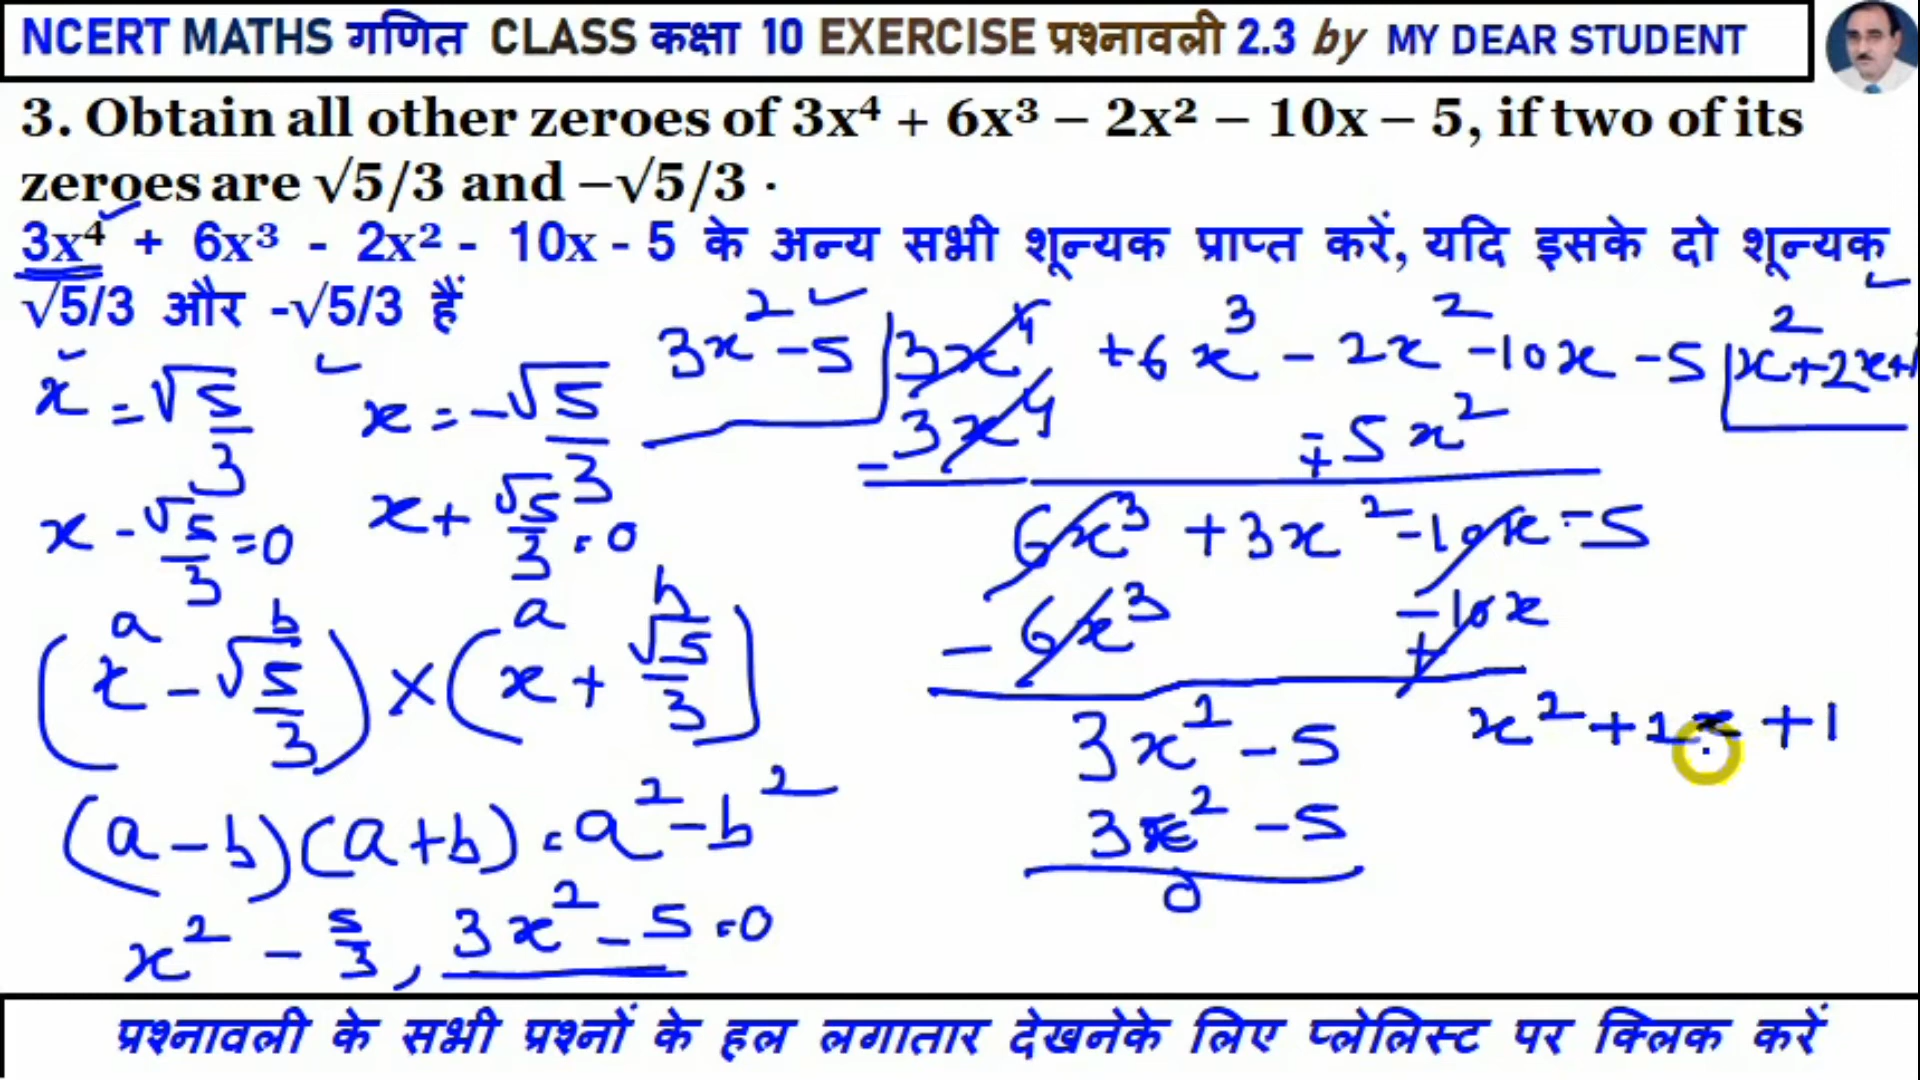 NCERT MATHS गणित CLASS कक्षा 10 EXERCISE प्रश्नावली 2.3 by MY DEAR STUDENT
3. Obtain all other zeroes of 3x⁴ + 6x³ – 2x² – 10x – 5, if two of its
zeroes are √5/3 and –√5/3 .
3x⁴ + 6x³ - 2x² - 10x - 5 के अन्य सभी शून्यक प्राप्त करें, यदि इसके दो शून्यक
√5/3 और -√5/3 हैं
x = √5/3
x = -√5/3
x - √5/3 = 0
x + √5/3 = 0
a b a b
(x - √5/3) × (x + √5/3)
(a - b)(a + b) = a² - b²
x² - 5/3, 3x² - 5 = 0
3x² - 5 | 3x⁴ + 6x³ - 2x² - 10x - 5 | x² + 2x + 1
- 3x⁴ ∓ 5x²
6x³ + 3x² - 10x - 5
- 6x³ - 10x
+
3x² - 5
3x² - 5
0
x² + 2x + 1
प्रश्नावली के सभी प्रश्नों के हल लगातार देखनेके लिए प्लेलिस्ट पर क्लिक करें